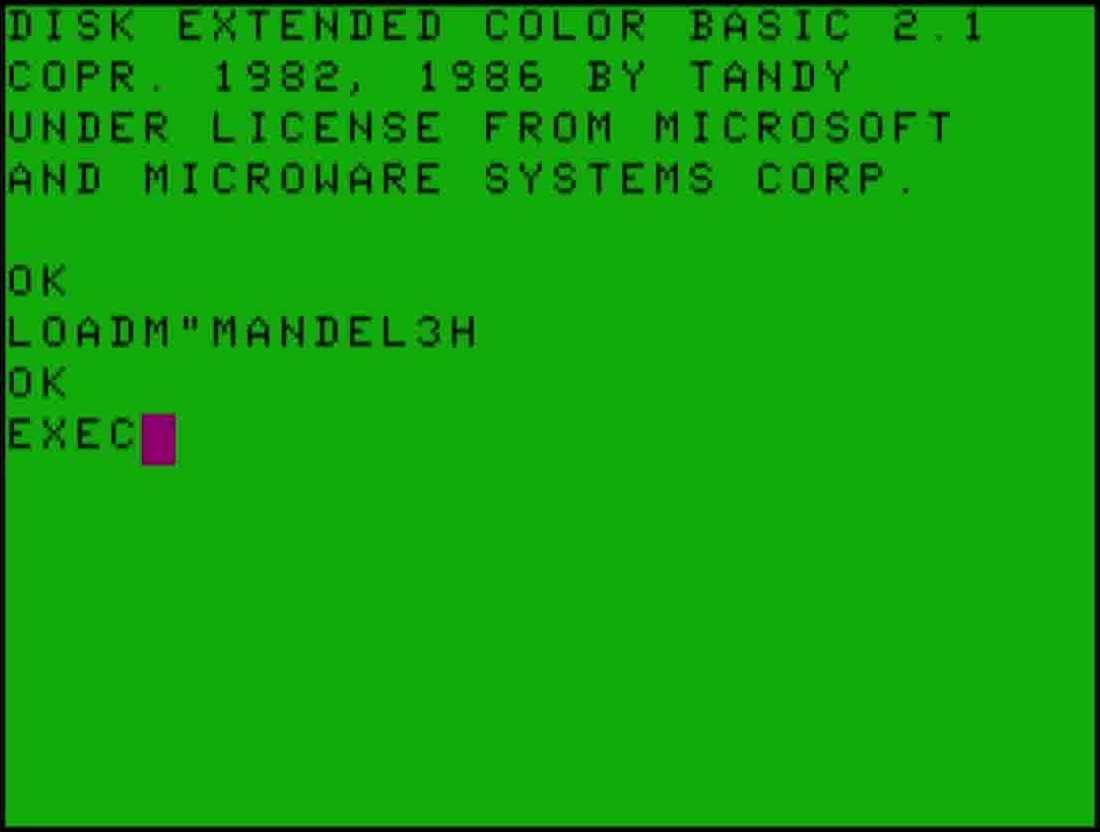 DISK EXTENDED COLOR BASIC 2.1
COPR. 1982, 1986 BY TANDY
UNDER LICENSE FROM MICROSOFT
AND MICROWARE SYSTEMS CORP.
OK
LOADM"MANDEL3H
OK
EXEC